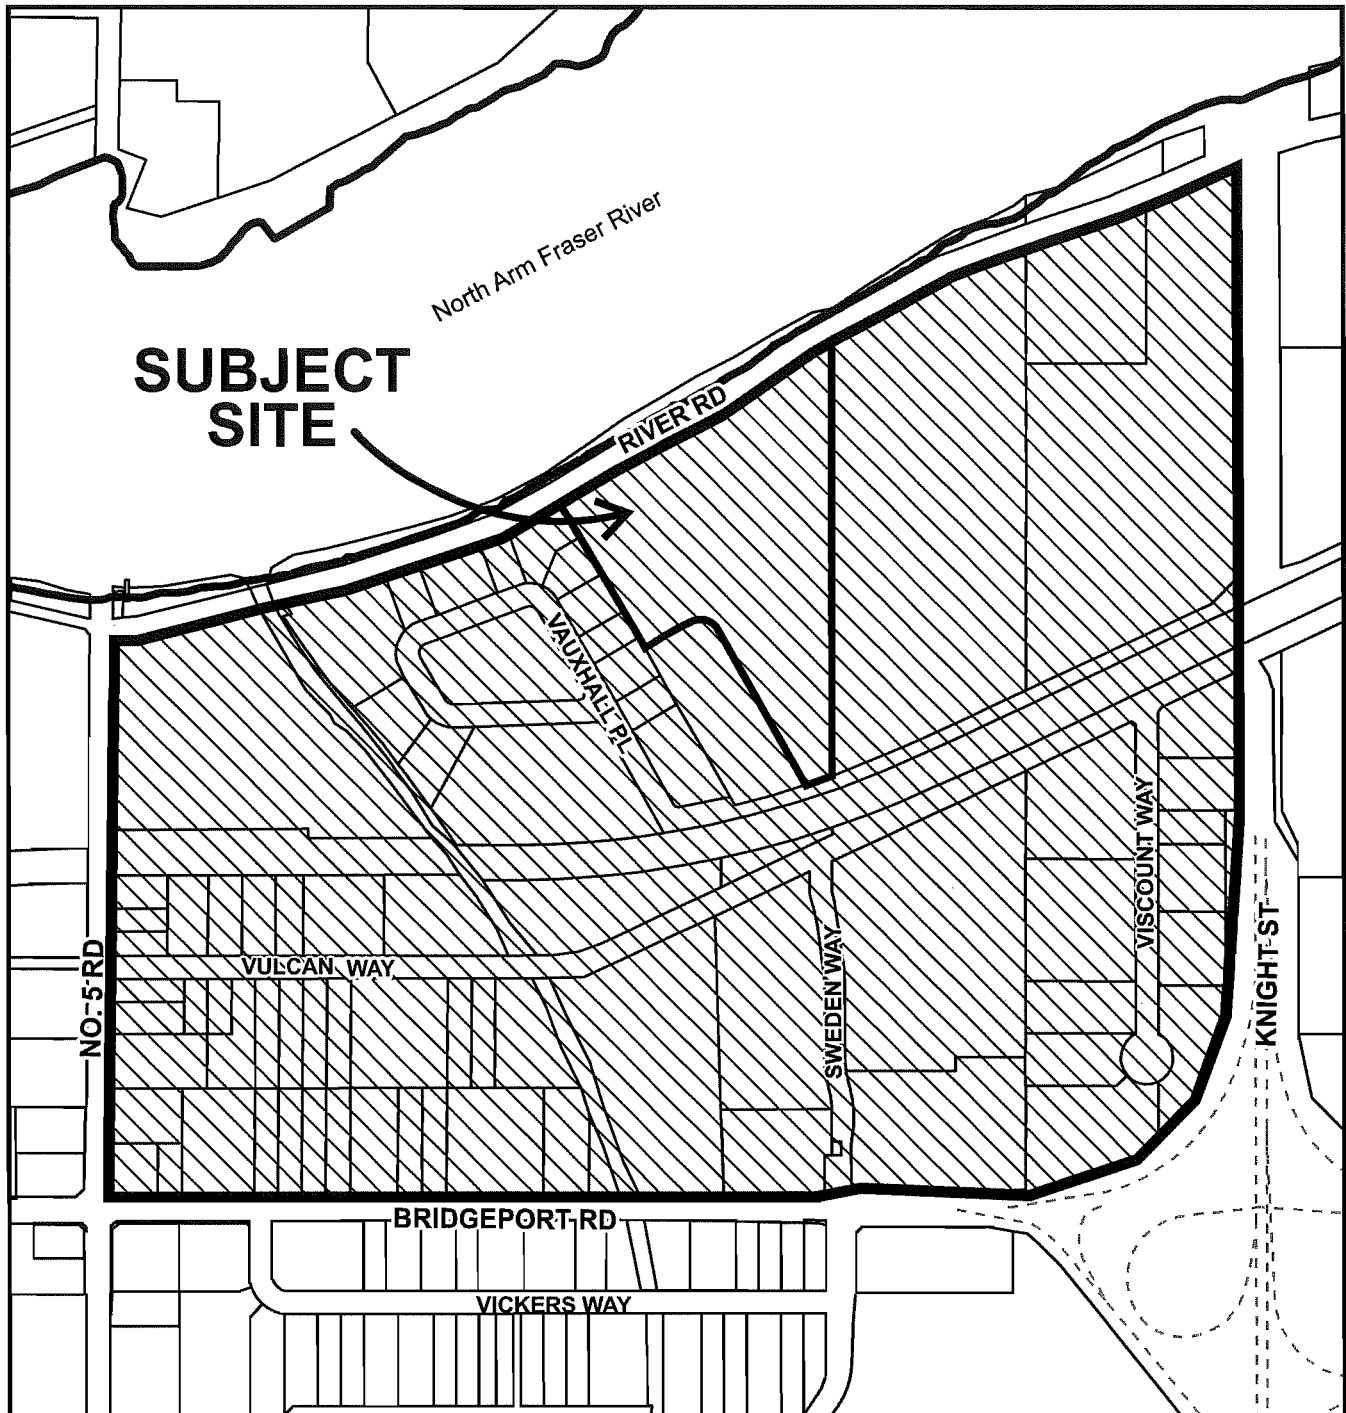 North Arm Fraser River
SUBJECT
SITE
RIVER RD
VAUXHALL PL
VISCOUNT WAY
KNIGHT ST
SWEDEN WAY
VULCAN WAY
NO. 5 RD
BRIDGEPORT RD
VICKERS WAY